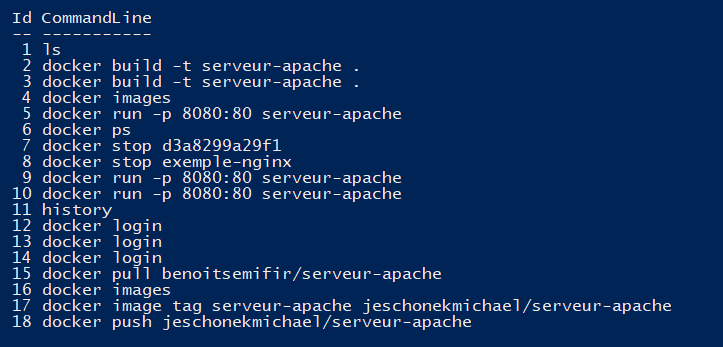 Id CommandLine
-- -----------
1 ls
2 docker build -t serveur-apache .
3 docker build -t serveur-apache .
4 docker images
5 docker run -p 8080:80 serveur-apache
6 docker ps
7 docker stop d3a8299a29f1
8 docker stop exemple-nginx
9 docker run -p 8080:80 serveur-apache
10 docker run -p 8080:80 serveur-apache
11 history
12 docker login
13 docker login
14 docker login
15 docker pull benoitsemifir/serveur-apache
16 docker images
17 docker image tag serveur-apache jeschonekmichael/serveur-apache
18 docker push jeschonekmichael/serveur-apache